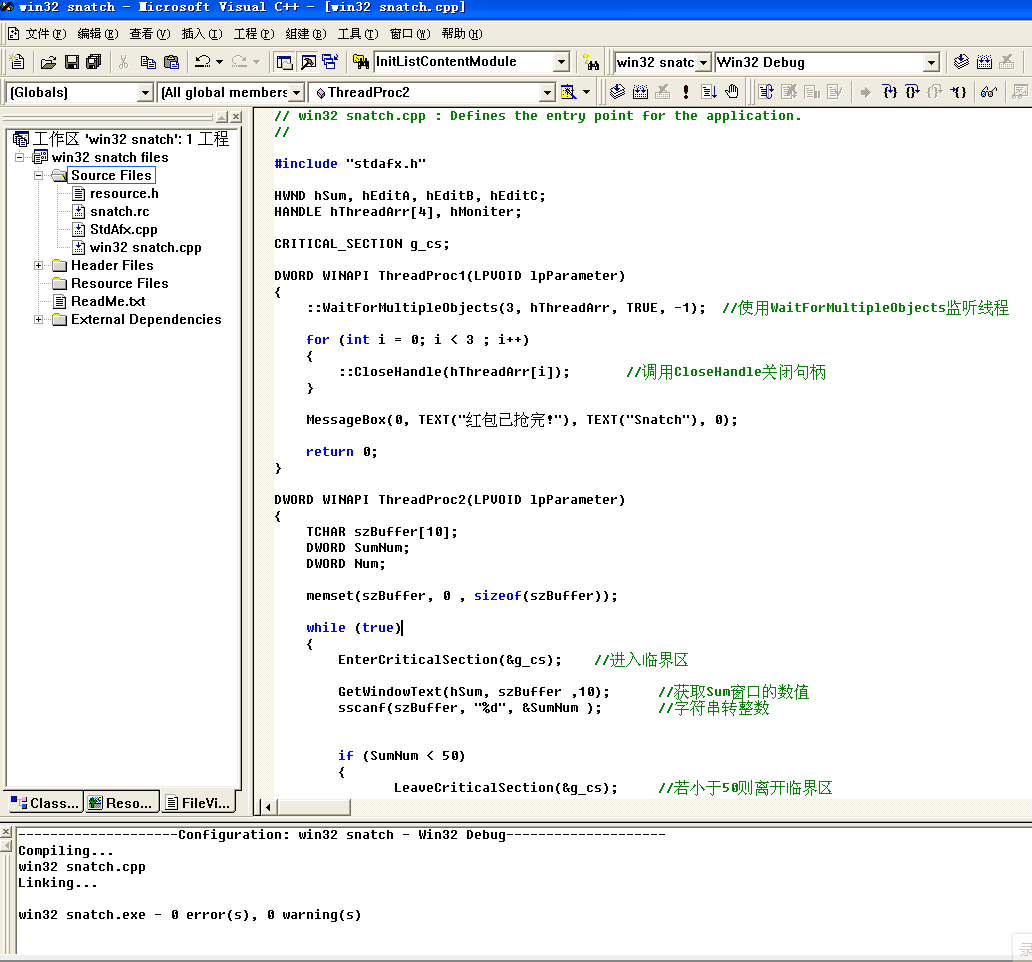 win32 snatch - Microsoft Visual C++ - [win32 snatch.cpp]
文件(F) 编辑(E) 查看(V) 插入(I) 工程(P) 组建(B) 工具(T) 窗口(W) 帮助(H)
InitListContentModule win32 snatc Win32 Debug
(Globals) (All global members ThreadProc2
工作区 'win32 snatch': 1 工程
win32 snatch files
Source Files
resource.h
snatch.rc
StdAfx.cpp
win32 snatch.cpp
Header Files
Resource Files
ReadMe.txt
External Dependencies
Class... Reso... FileVi...
// win32 snatch.cpp : Defines the entry point for the application.
//
#include "stdafx.h"
HWND hSum, hEditA, hEditB, hEditC;
HANDLE hThreadArr[4], hMoniter;
CRITICAL_SECTION g_cs;
DWORD WINAPI ThreadProc1(LPVOID lpParameter)
{
::WaitForMultipleObjects(3, hThreadArr, TRUE, -1); //使用WaitForMultipleObjects监听线程
for (int i = 0; i < 3 ; i++)
{
::CloseHandle(hThreadArr[i]); //调用CloseHandle关闭句柄
}
MessageBox(0, TEXT("红包已抢完!"), TEXT("Snatch"), 0);
return 0;
}
DWORD WINAPI ThreadProc2(LPVOID lpParameter)
{
TCHAR szBuffer[10];
DWORD SumNum;
DWORD Num;
memset(szBuffer, 0 , sizeof(szBuffer));
while (true)
{
EnterCriticalSection(&g_cs); //进入临界区
GetWindowText(hSum, szBuffer ,10); //获取Sum窗口的数值
sscanf(szBuffer, "%d", &SumNum ); //字符串转整数
if (SumNum < 50)
{
LeaveCriticalSection(&g_cs); //若小于50则离开临界区
--------------------Configuration: win32 snatch - Win32 Debug--------------------
Compiling...
win32 snatch.cpp
Linking...
win32 snatch.exe - 0 error(s), 0 warning(s)